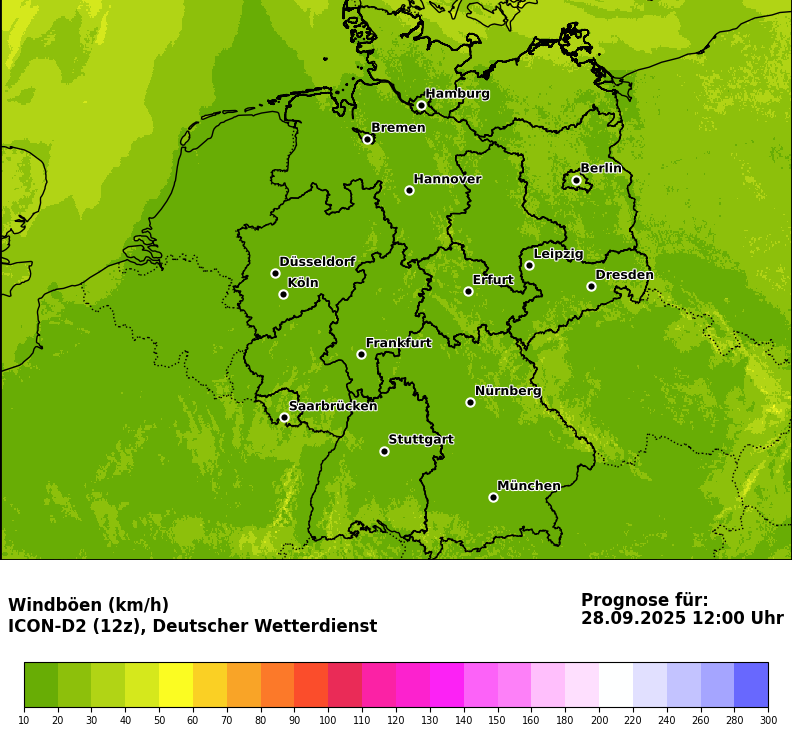 Hamburg
Bremen
Berlin
Hannover
Leipzig
Düsseldorf
Dresden
Erfurt
Köln
Frankfurt
Nürnberg
Saarbrücken
Stuttgart
München
Windböen (km/h)
ICON-D2 (12z), Deutscher Wetterdienst
Prognose für:
28.09.2025 12:00 Uhr
10 20 30 40 50 60 70 80 90 100 110 120 130 140 150 160 180 200 220 240 260 280 300